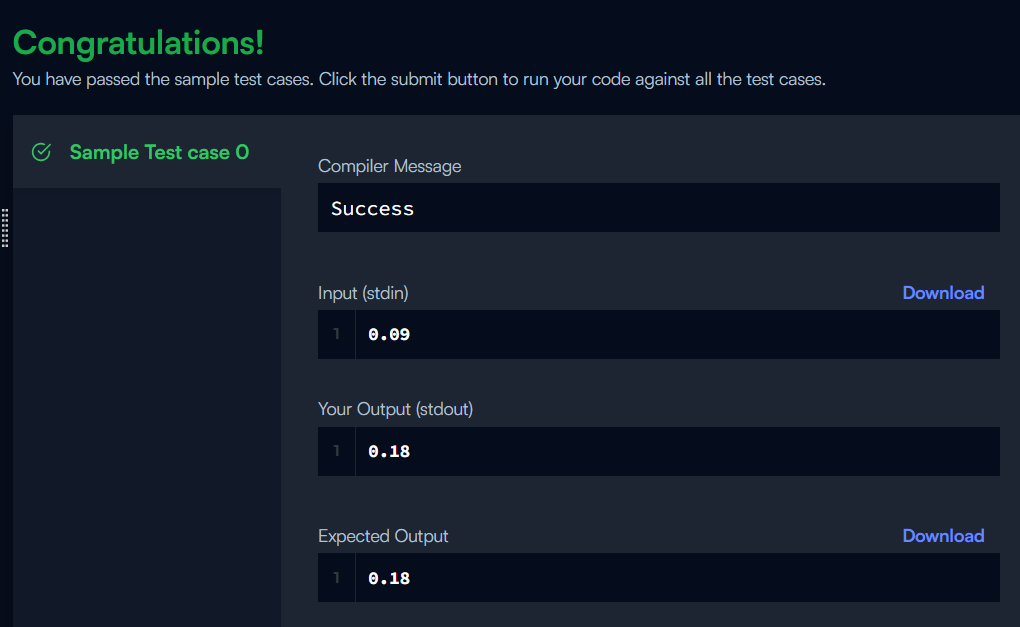 Congratulations!
You have passed the sample test cases. Click the submit button to run your code against all the test cases.
Sample Test case 0
Compiler Message
Success
Input (stdin)
Download
1
0.09
Your Output (stdout)
1
0.18
Expected Output
Download
1
0.18